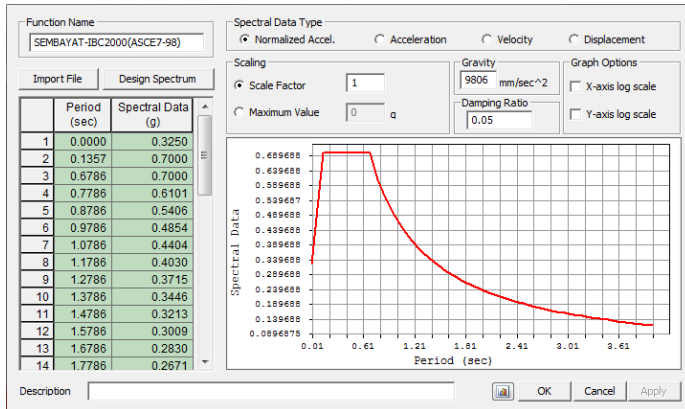 Function Name
SEMBAYAT-IBC2000(ASCE7-98)
Import File Design Spectrum
Period (sec) Spectral Data (g)
1 0.0000 0.3250
2 0.1357 0.7000
3 0.6786 0.7000
4 0.7786 0.6101
5 0.8786 0.5406
6 0.9786 0.4854
7 1.0786 0.4404
8 1.1786 0.4030
9 1.2786 0.3715
10 1.3786 0.3446
11 1.4786 0.3213
12 1.5786 0.3009
13 1.6786 0.2830
14 1.7786 0.2671
Spectral Data Type
Normalized Accel. Acceleration Velocity Displacement
Scaling
Scale Factor 1
Maximum Value 0 g
Gravity
9806 mm/sec^2
Damping Ratio
0.05
Graph Options
X-axis log scale
Y-axis log scale
Spectral Data
0.689688
0.639688
0.589688
0.539688
0.489688
0.439688
0.389688
0.339688
0.289688
0.239688
0.189688
0.139688
0.0896875
0.01 0.61 1.21 1.81 2.41 3.01 3.61
Period (sec)
Description
OK Cancel Apply